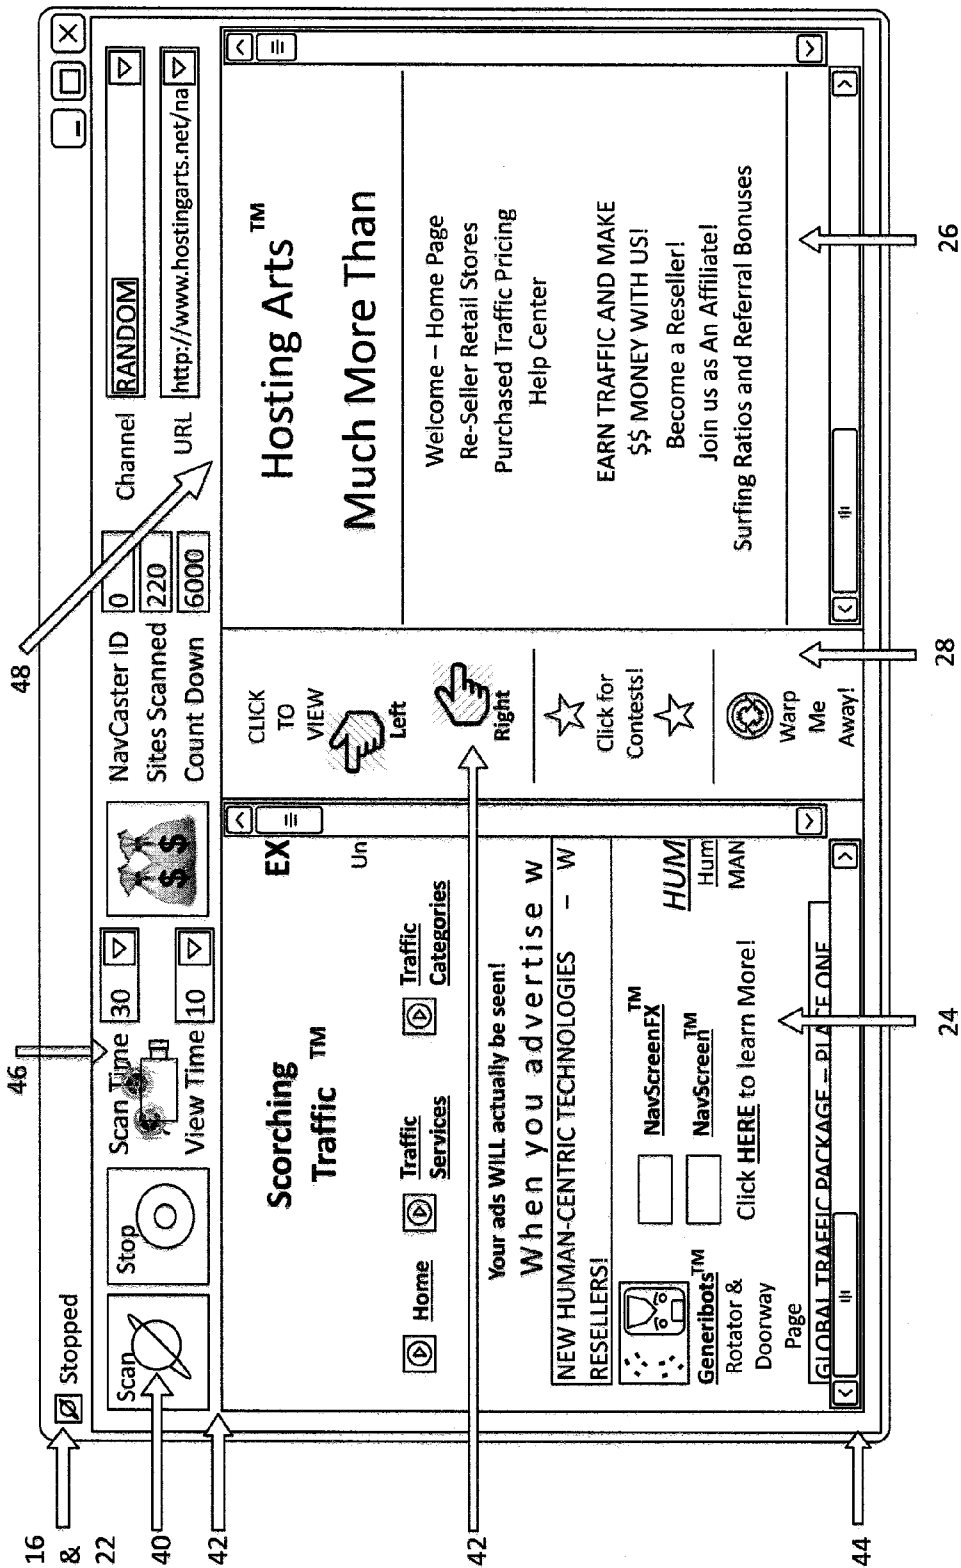 48
46
16
&
22
40
42
42
44
Stopped
Scan
Stop
Scan Time 30
View Time 10
$ $
$ $
NavCaster ID 0
Sites Scanned 220
Count Down 6000
Channel RANDOM
URL http://www.hostingarts.net/na
Scorching
Traffic ™
EX
Un
Home
Traffic
Services
Traffic
Categories
Your ads WILL actually be seen!
When you advertise w
NEW HUMAN-CENTRIC TECHNOLOGIES – W
RESELLERS!
Generibots™
Rotator &
Doorway
Page
NavScreenFX™
NavScreen™
Click HERE to learn More!
HUM
Hum
MAN
GLOBAL TRAFFIC PACKAGE – PLACE ONE
CLICK
TO
VIEW
Left
Right
Click for
Contests!
Warp
Me
Away!
Hosting Arts™
Much More Than
Welcome – Home Page
Re-Seller Retail Stores
Purchased Traffic Pricing
Help Center
EARN TRAFFIC AND MAKE
$$ MONEY WITH US!
Become a Reseller!
Join us as An Affiliate!
Surfing Ratios and Referral Bonuses
24
28
26